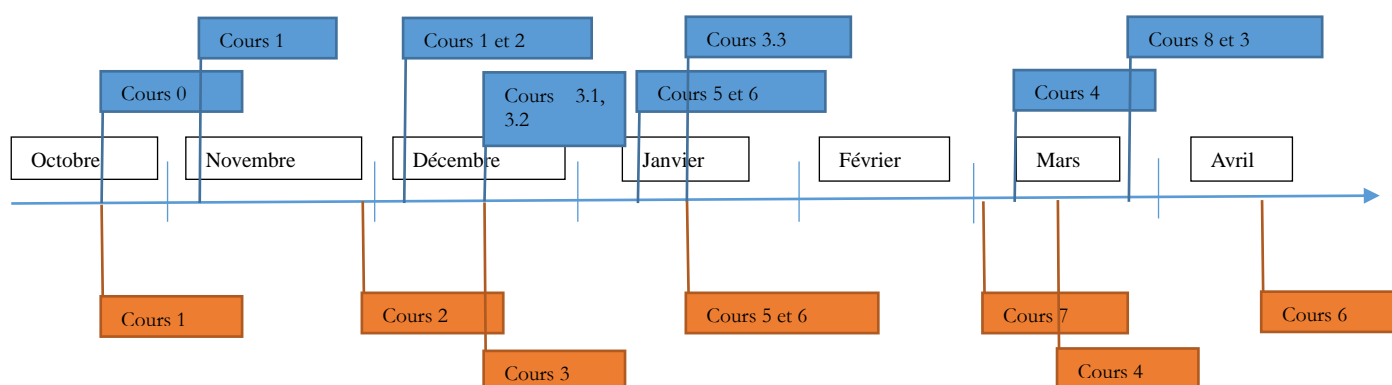 Cours 1
Cours 1 et 2
Cours 3.3
Cours 8 et 3
Cours 0
Cours 3.1,
3.2
Cours 5 et 6
Cours 4
Octobre
Novembre
Décembre
Janvier
Février
Mars
Avril
Cours 1
Cours 2
Cours 5 et 6
Cours 7
Cours 6
Cours 3
Cours 4